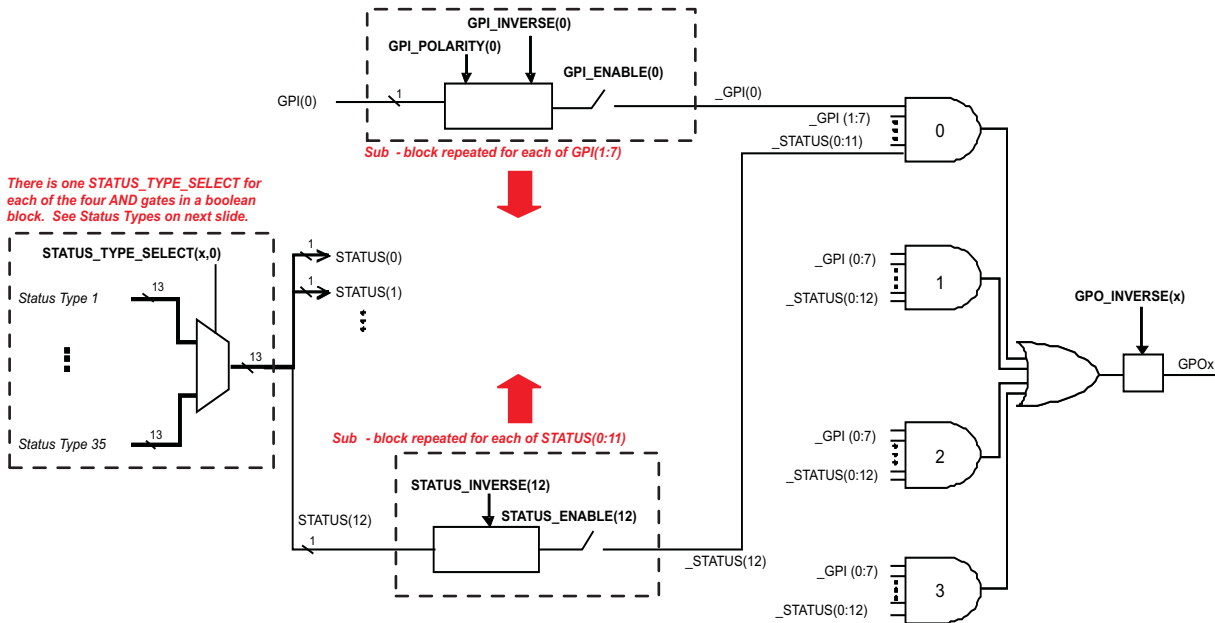 GPI_INVERSE(0)
GPI_POLARITY(0)
GPI_ENABLE(0)
GPI(0)
1
_GPI(0)
_GPI (1:7)
_STATUS(0:11)
0
Sub - block repeated for each of GPI(1:7)
There is one STATUS_TYPE_SELECT for
each of the four AND gates in a boolean
block. See Status Types on next slide.
STATUS_TYPE_SELECT(x,0)
Status Type 1
13
13
Status Type 35
13
1
STATUS(0)
1
STATUS(1)
_GPI (0:7)
_STATUS(0:12)
1
GPO_INVERSE(x)
GPOx
Sub - block repeated for each of STATUS(0:11)
STATUS_INVERSE(12)
STATUS_ENABLE(12)
STATUS(12)
1
_STATUS(12)
_GPI (0:7)
_STATUS(0:12)
2
_GPI (0:7)
_STATUS(0:12)
3